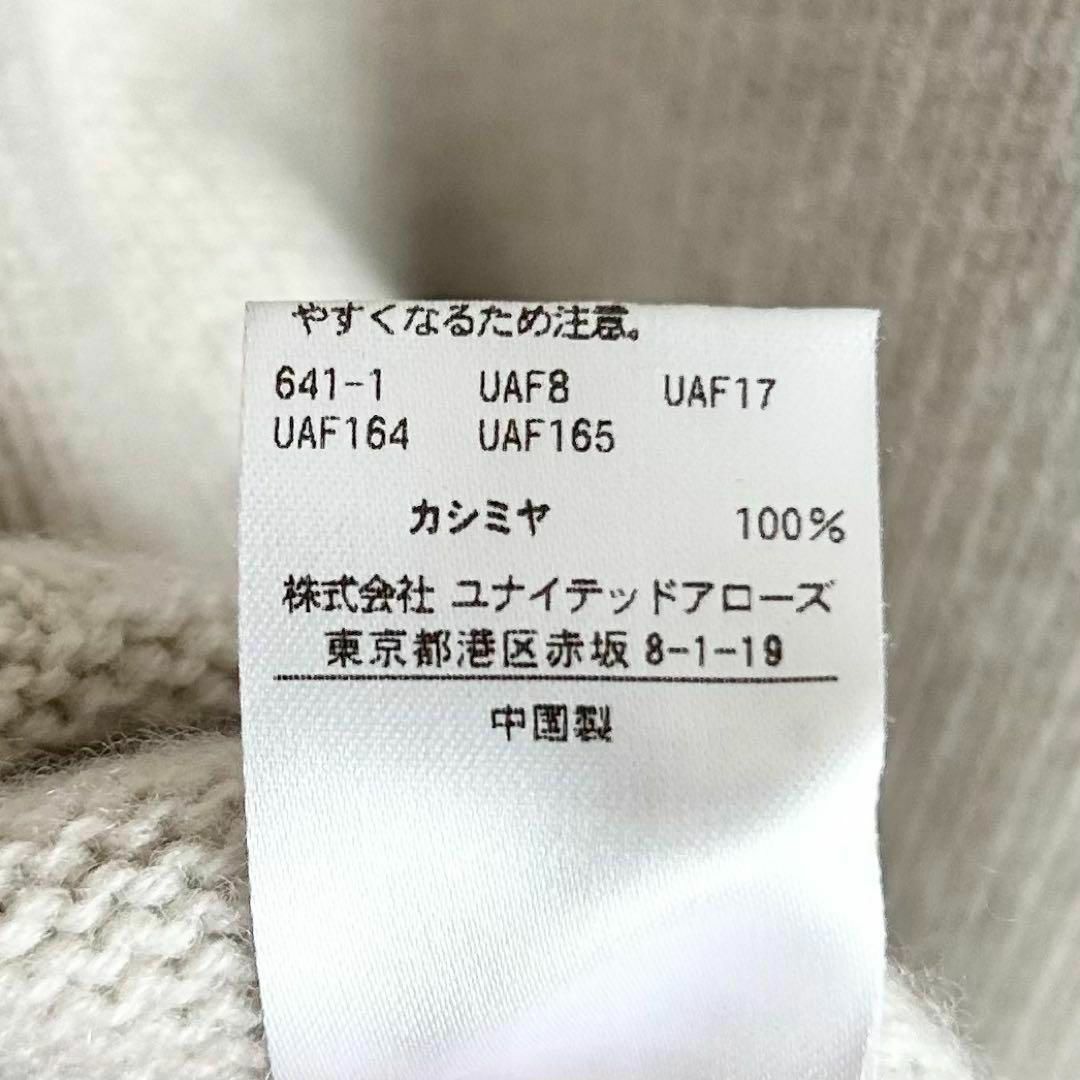 やすくなるため注意。
641-1 UAF8 UAF17
UAF164 UAF165
カシミヤ 100%
株式会社 ユナイテッドアローズ
東京都港区赤坂 8-1-19
中国製